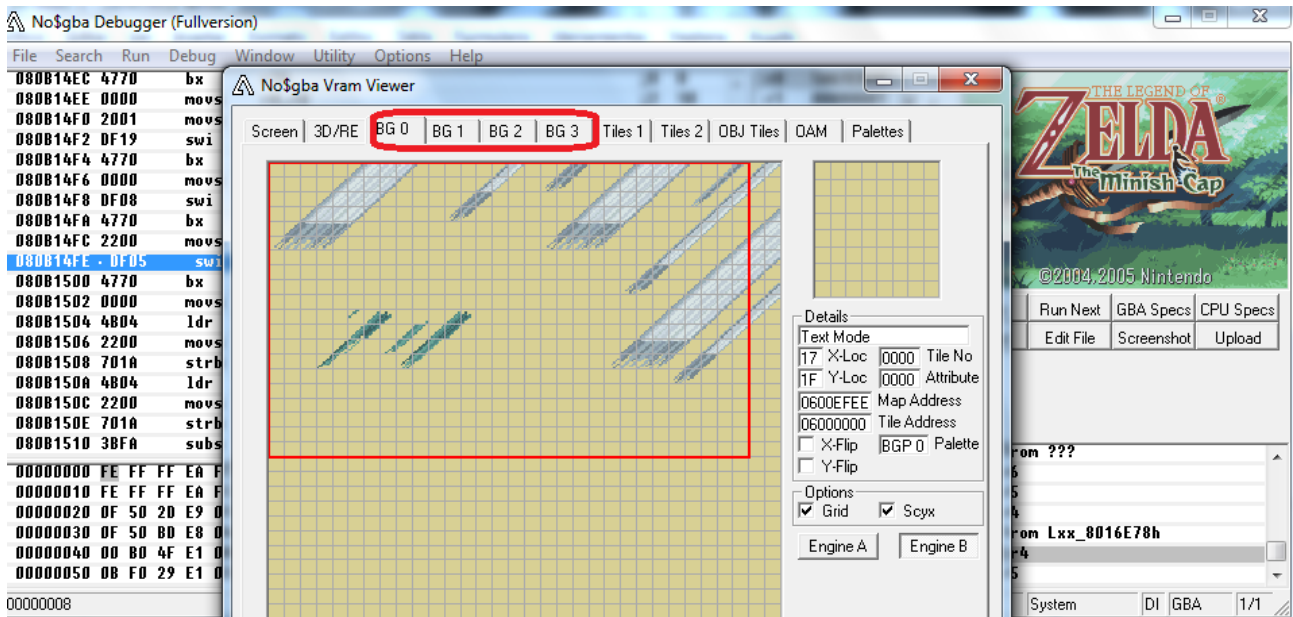 No$gba Debugger (Fullversion)
File Search Run Debug Window Utility Options Help
080B14EC 4770 bx
080B14EE 0000 movs
080B14F0 2001 movs
080B14F2 DF19 swi
080B14F4 4770 bx
080B14F6 0000 movs
080B14F8 DF08 swi
080B14FA 4770 bx
080B14FC 2200 movs
080B14FE - DF05 swi
080B1500 4770 bx
080B1502 0000 movs
080B1504 4B04 ldr
080B1506 2200 movs
080B1508 701A strb
080B150A 4B04 ldr
080B150C 2200 movs
080B150E 701A strb
080B1510 3BFA subs
00000000 FE FF FF EA F
00000010 FE FF FF EA F
00000020 0F 50 2D E9 0
00000030 0F 50 BD E8 0
00000040 00 B0 4F E1 0
00000050 0B F0 29 E1 0
00000008
No$gba Vram Viewer
Screen 3D/RE BG 0 BG 1 BG 2 BG 3 Tiles 1 Tiles 2 OBJ Tiles OAM Palettes
Details
Text Mode
17 X-Loc 0000 Tile No
1F Y-Loc 0000 Attribute
0600EFEE Map Address
06000000 Tile Address
X-Flip BGP 0 Palette
Y-Flip
Options
Grid Scyx
Engine A Engine B
THE LEGEND OF
ZELDA
The Minish Cap
©2004,2005 Nintendo
Run Next GBA Specs CPU Specs
Edit File Screenshot Upload
rom ???
6
5
4
rom Lxx_8016E78h
r4
5
System DI GBA 1/1